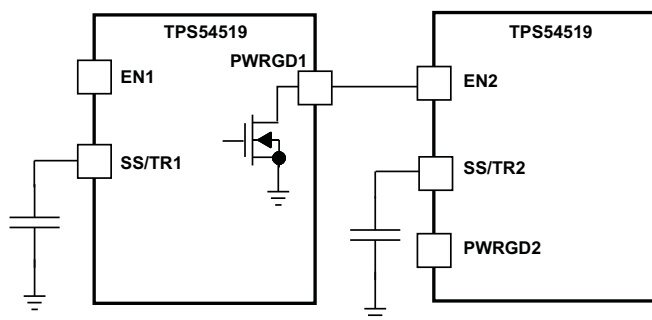 TPS54519
PWRGD1
EN1
SS/TR1
TPS54519
EN2
SS/TR2
PWRGD2